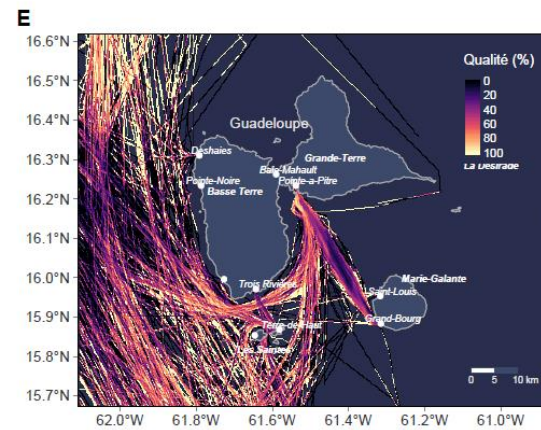 E
16.6°N
16.5°N
16.4°N
16.3°N
16.2°N
16.1°N
16.0°N
15.9°N
15.8°N
15.7°N
Qualité (%)
0
20
40
60
80
100
La Désirade
Guadeloupe
Deshaies
Grande-Terre
Baie-Mahault
Pointe-Noire
Pointe-a-Pitre
Basse Terre
Marie-Galante
Trois Rivières
Saint-Louis
Terre-de-Haut
Grand-Bourg
Les Saintes
0 5 10 km
62.0°W 61.8°W 61.6°W 61.4°W 61.2°W 61.0°W